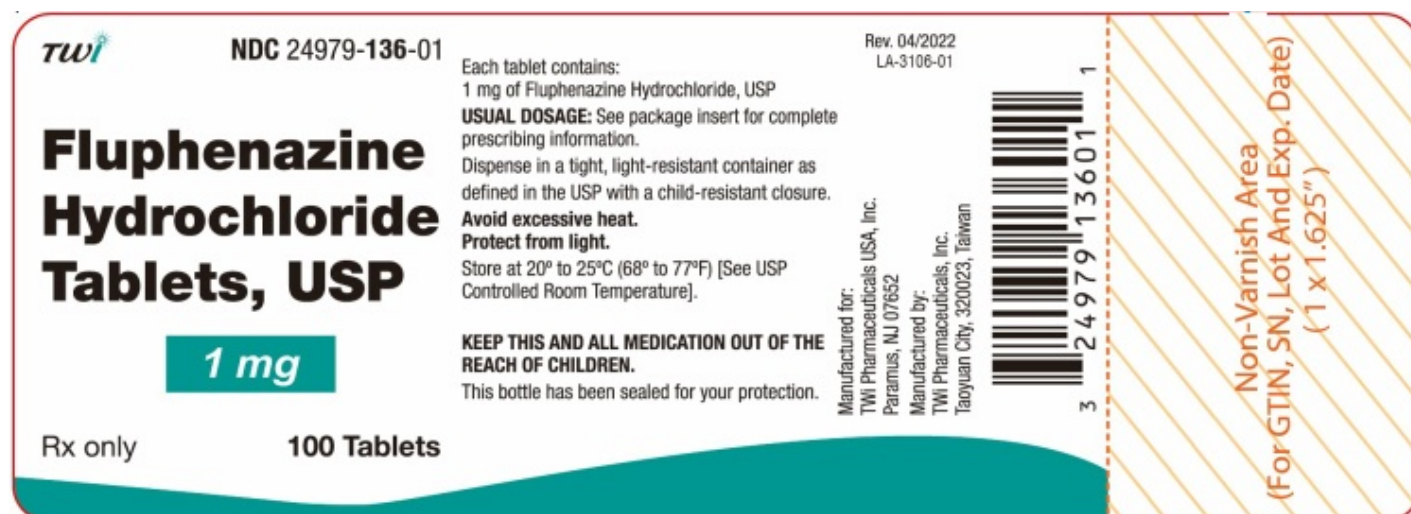 TWi
NDC 24979-136-01
Fluphenazine
Hydrochloride
Tablets, USP
1 mg
Rx only
100 Tablets
Each tablet contains:
1 mg of Fluphenazine Hydrochloride, USP
USUAL DOSAGE: See package insert for complete
prescribing information.
Dispense in a tight, light-resistant container as
defined in the USP with a child-resistant closure.
Avoid excessive heat.
Protect from light.
Store at 20º to 25ºC (68º to 77ºF) [See USP
Controlled Room Temperature].
KEEP THIS AND ALL MEDICATION OUT OF THE
REACH OF CHILDREN.
This bottle has been sealed for your protection.
Rev. 04/2022
LA-3106-01
Manufactured for:
TWi Pharmaceuticals USA, Inc.
Paramus, NJ 07652
Manufactured by:
TWi Pharmaceuticals, Inc.
Taoyuan City, 320023, Taiwan
3 24979 13601 1
Non-Varnish Area
(For GTIN, SN, Lot And Exp. Date)
( 1 x 1.625")